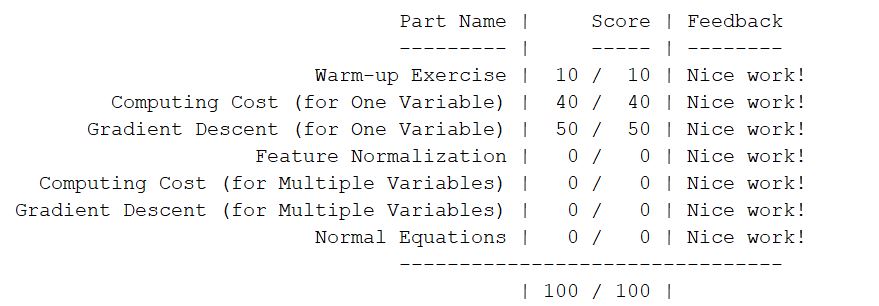 Part Name |     Score | Feedback
--------- |     ----- | --------
Warm-up Exercise |  10 /  10 | Nice work!
Computing Cost (for One Variable) |  40 /  40 | Nice work!
Gradient Descent (for One Variable) |  50 /  50 | Nice work!
Feature Normalization |   0 /   0 | Nice work!
Computing Cost (for Multiple Variables) |   0 /   0 | Nice work!
Gradient Descent (for Multiple Variables) |   0 /   0 | Nice work!
Normal Equations |   0 /   0 | Nice work!
--------------------------------
| 100 / 100 |